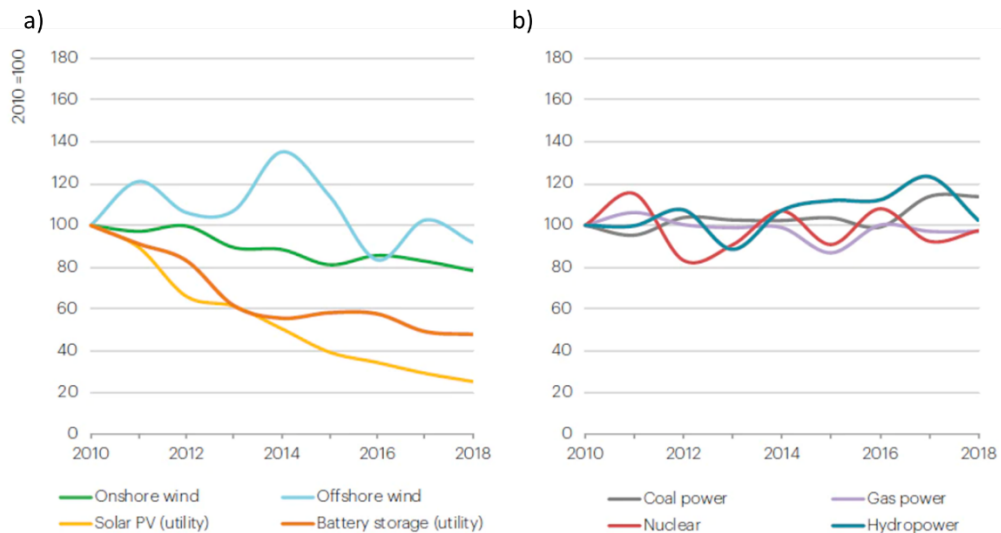 a)
2010 =100
180
160
140
120
100
80
60
40
20
0
2010 2012 2014 2016 2018
Onshore wind Offshore wind
Solar PV (utility) Battery storage (utility)
b)
180
160
140
120
100
80
60
40
20
0
2010 2012 2014 2016 2018
Coal power Gas power
Nuclear Hydropower